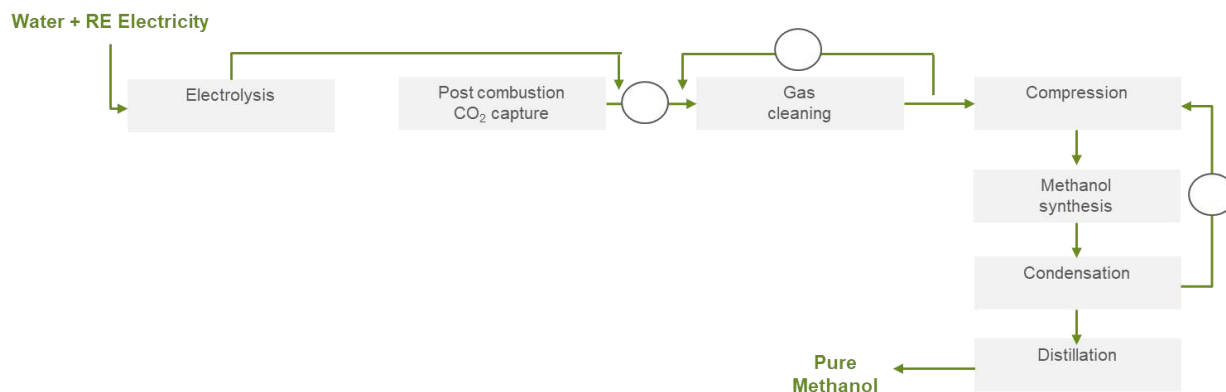 Water + RE Electricity
Electrolysis
Post combustion
CO₂ capture
Gas
cleaning
Compression
Methanol
synthesis
Condensation
Distillation
Pure
Methanol